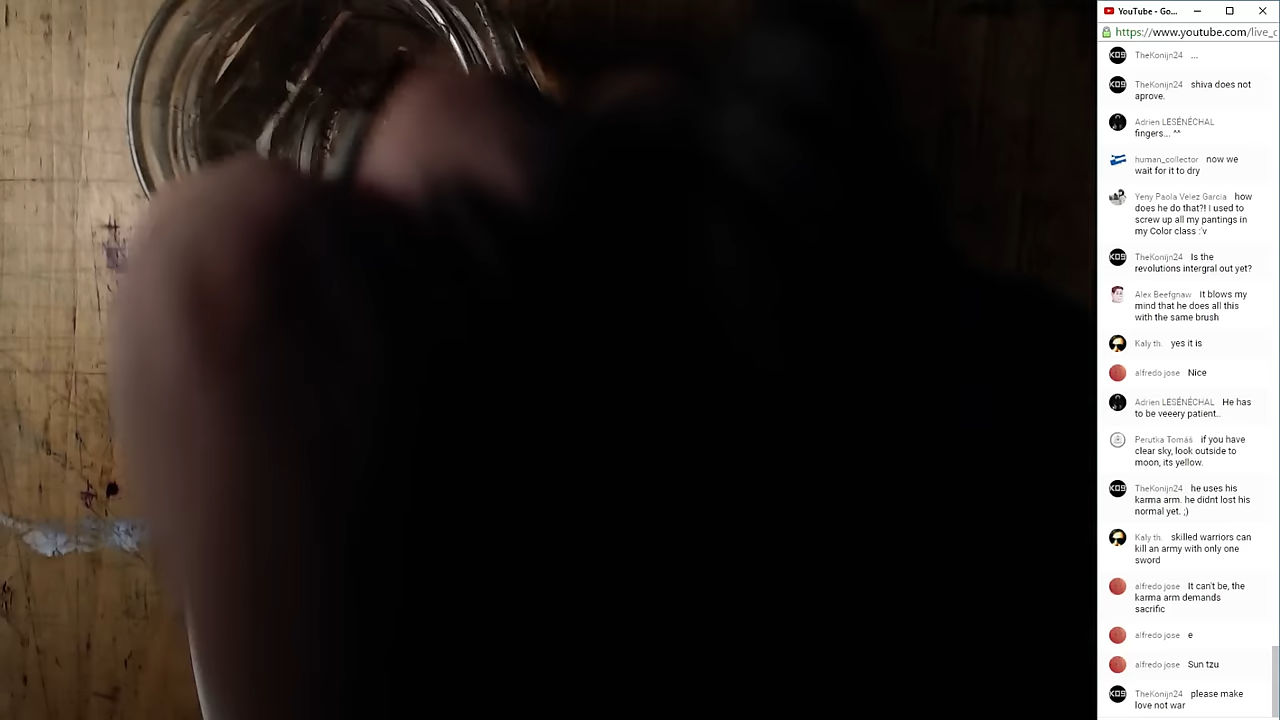 YouTube - Go...
https://www.youtube.com/live_c
TheKonijn24 ...
TheKonijn24 shiva does not
aprove.
Adrien LESÉNÉCHAL
fingers... ^^
human_collector now we
wait for it to dry
Yeny Paola Velez Garcia how
does he do that?! I used to
screw up all my pantings in
my Color class :'v
TheKonijn24 Is the
revolutions intergral out yet?
Alex Beefgnaw It blows my
mind that he does all this
with the same brush
Kaly th. yes it is
alfredo jose Nice
Adrien LESÉNÉCHAL He has
to be veeery patient..
Perutka Tomáš if you have
clear sky, look outside to
moon, its yellow.
TheKonijn24 he uses his
karma arm. he didnt lost his
normal yet. ;)
Kaly th. skilled warriors can
kill an army with only one
sword
alfredo jose It can't be, the
karma arm demands
sacrific
alfredo jose e
alfredo jose Sun tzu
TheKonijn24 please make
love not war